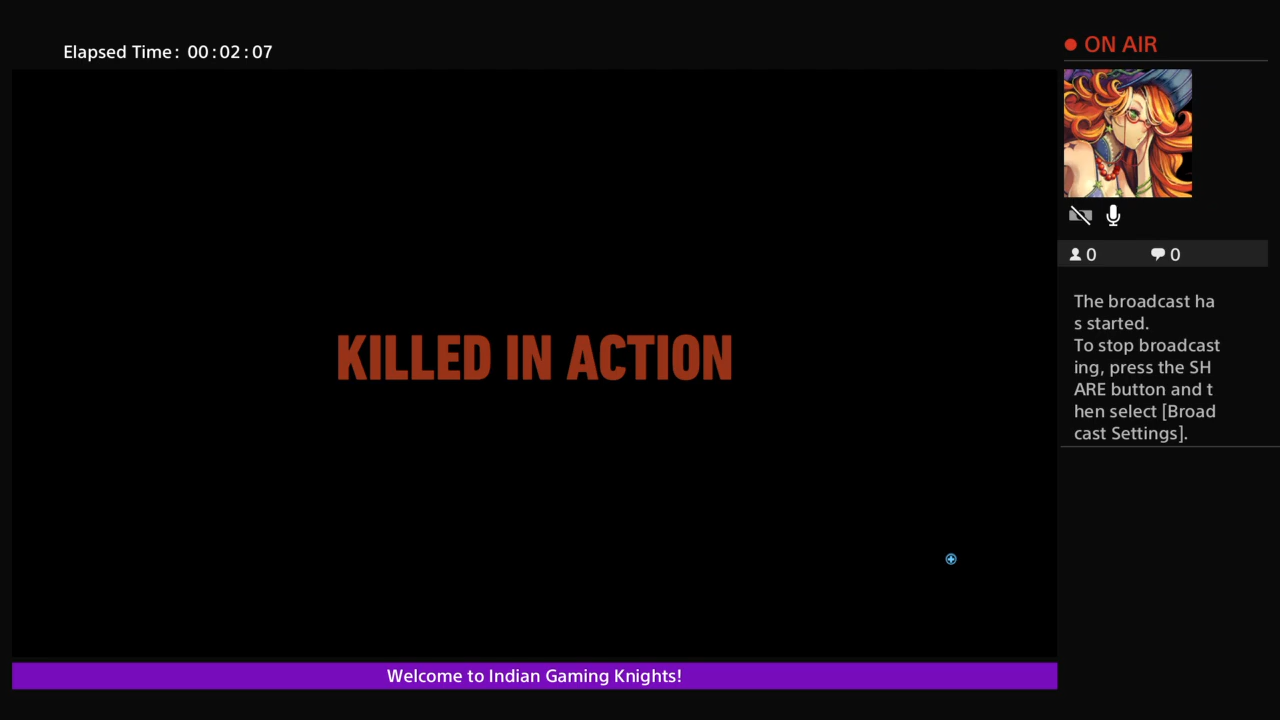 Elapsed Time: 00:02:07
ON AIR
0 0
The broadcast ha
s started.
To stop broadcast
ing, press the SH
ARE button and t
hen select [Broad
cast Settings].
KILLED IN ACTION
Welcome to Indian Gaming Knights!